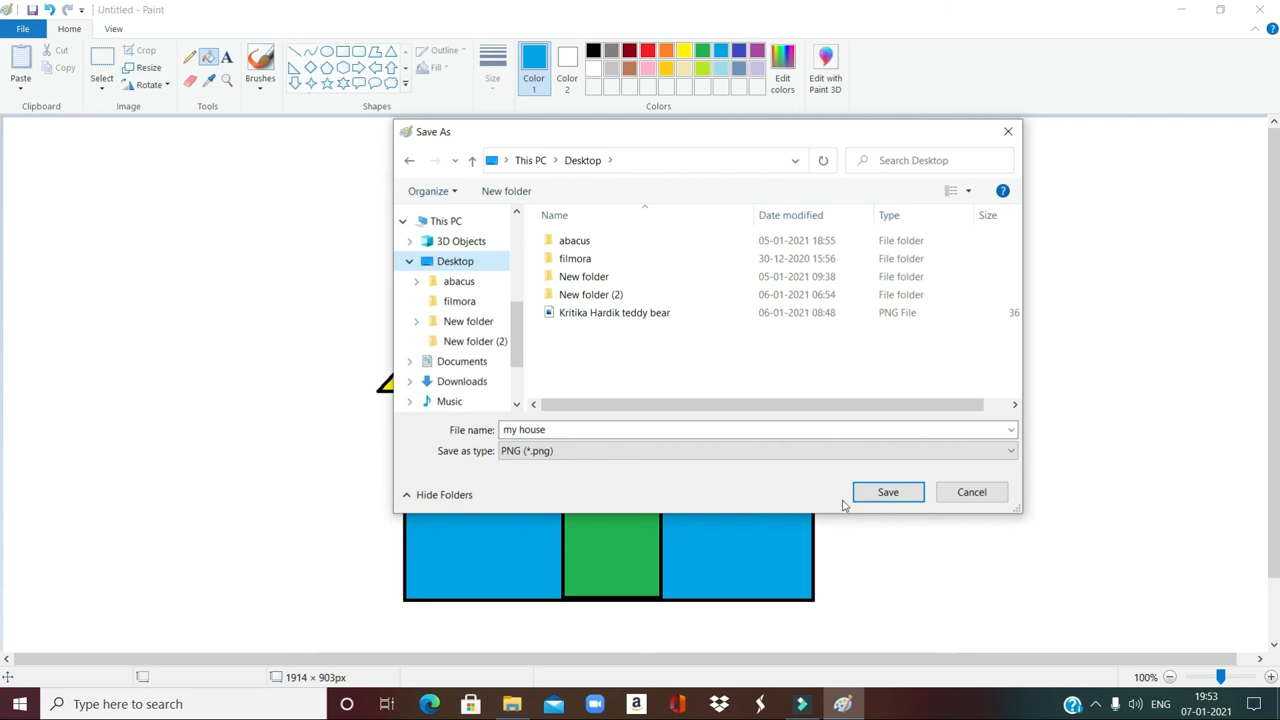 Untitled - Paint
File Home View
Paste
Cut
Copy
Clipboard
Select
Crop
Resize
Rotate
Image
A
Tools
Brushes
Outline
Fill
Shapes
Size
Color 1
Color 2
Edit colors
Colors
Edit with Paint 3D
Save As
This PC Desktop
Search Desktop
Organize New folder
Name Date modified Type Size
abacus 05-01-2021 18:55 File folder
filmora 30-12-2020 15:56 File folder
New folder 05-01-2021 09:38 File folder
New folder (2) 06-01-2021 06:54 File folder
Kritika Hardik teddy bear 06-01-2021 08:48 PNG File 36
This PC
3D Objects
Desktop
abacus
filmora
New folder
New folder (2)
Documents
Downloads
Music
File name: my house
Save as type: PNG (*.png)
Hide Folders
Save Cancel
1914 × 903px
100%
Type here to search
ENG
19:53
07-01-2021